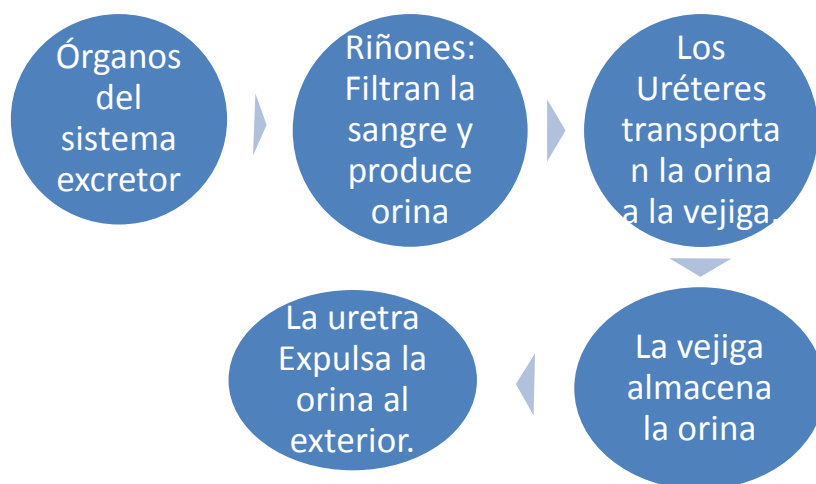 Órganos
del
sistema
excretor
Riñones:
Filtran la
sangre y
produce
orina
Los
Uréteres
transporta
n la orina
a la vejiga.
La vejiga
almacena
la orina
La uretra
Expulsa la
orina al
exterior.